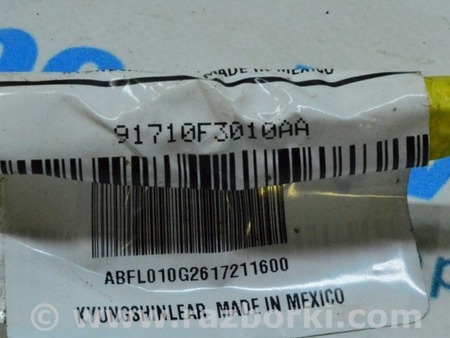 MADE IN MEXICO
91710F3010AA
ABFL010G2617211600
KYUNGSHINLEAR, MADE IN MEXICO
© www.razborki.com